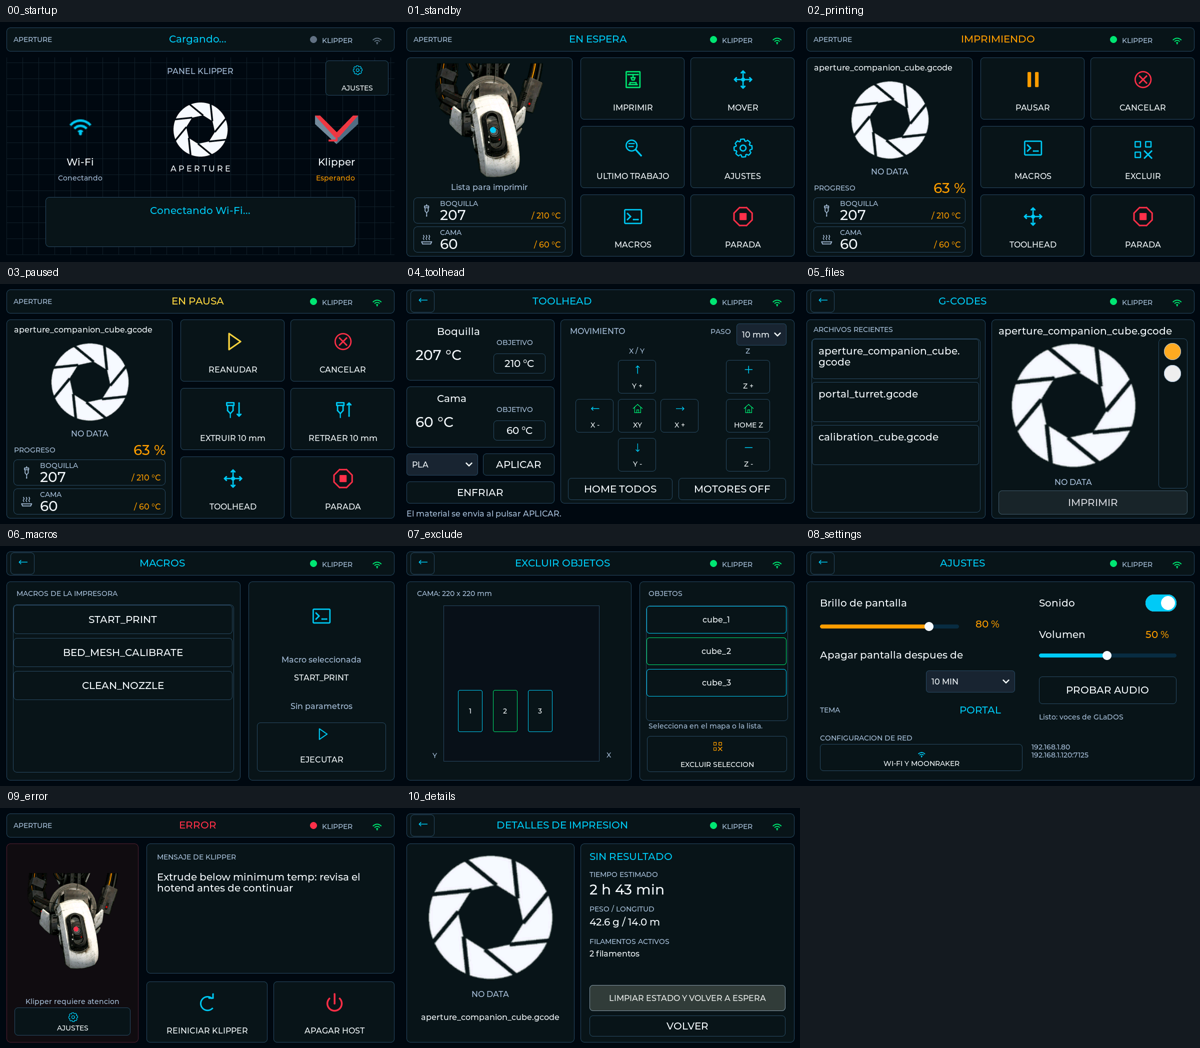 00_startup
APERTURE
Cargando...
KLIPPER
PANEL KLIPPER
AJUSTES
Wi-Fi
Conectando
APERTURE
Klipper
Esperando
Conectando Wi-Fi...
01_standby
APERTURE
EN ESPERA
KLIPPER
Lista para imprimir
BOQUILLA
207
/ 210 °C
CAMA
60
/ 60 °C
IMPRIMIR
MOVER
ULTIMO TRABAJO
AJUSTES
MACROS
PARADA
02_printing
APERTURE
IMPRIMIENDO
KLIPPER
aperture_companion_cube.gcode
NO DATA
PROGRESO
63 %
BOQUILLA
207
/ 210 °C
CAMA
60
/ 60 °C
PAUSAR
CANCELAR
MACROS
EXCLUIR
TOOLHEAD
PARADA
03_paused
APERTURE
EN PAUSA
KLIPPER
aperture_companion_cube.gcode
NO DATA
PROGRESO
63 %
BOQUILLA
207
/ 210 °C
CAMA
60
/ 60 °C
REANUDAR
CANCELAR
EXTRUIR 10 mm
RETRAER 10 mm
TOOLHEAD
PARADA
04_toolhead
←
TOOLHEAD
KLIPPER
Boquilla
207 °C
OBJETIVO
210 °C
Cama
60 °C
OBJETIVO
60 °C
PLA
APLICAR
ENFRIAR
El material se envia al pulsar APLICAR.
MOVIMIENTO
PASO
10 mm
X / Y
Z
Y +
Z +
X -
XY
X +
HOME Z
Y -
Z -
HOME TODOS
MOTORES OFF
05_files
←
G-CODES
KLIPPER
ARCHIVOS RECIENTES
aperture_companion_cube.
gcode
portal_turret.gcode
calibration_cube.gcode
aperture_companion_cube.gcode
NO DATA
IMPRIMIR
06_macros
←
MACROS
KLIPPER
MACROS DE LA IMPRESORA
START_PRINT
BED_MESH_CALIBRATE
CLEAN_NOZZLE
Macro seleccionada
START_PRINT
Sin parametros
EJECUTAR
07_exclude
←
EXCLUIR OBJETOS
KLIPPER
CAMA: 220 x 220 mm
1
2
3
Y
X
OBJETOS
cube_1
cube_2
cube_3
Selecciona en el mapa o la lista.
EXCLUIR SELECCION
08_settings
←
AJUSTES
KLIPPER
Brillo de pantalla
80 %
Apagar pantalla despues de
10 MIN
TEMA
PORTAL
CONFIGURACION DE RED
WI-FI Y MOONRAKER
Sonido
Volumen
50 %
PROBAR AUDIO
Listo: voces de GLaDOS
192.168.1.80
192.168.1.120:7125
09_error
APERTURE
ERROR
KLIPPER
Klipper requiere atencion
AJUSTES
MENSAJE DE KLIPPER
Extrude below minimum temp: revisa el
hotend antes de continuar
REINICIAR KLIPPER
APAGAR HOST
10_details
←
DETALLES DE IMPRESION
KLIPPER
NO DATA
aperture_companion_cube.gcode
SIN RESULTADO
TIEMPO ESTIMADO
2 h 43 min
PESO / LONGITUD
42.6 g / 14.0 m
FILAMENTOS ACTIVOS
2 filamentos
LIMPIAR ESTADO Y VOLVER A ESPERA
VOLVER